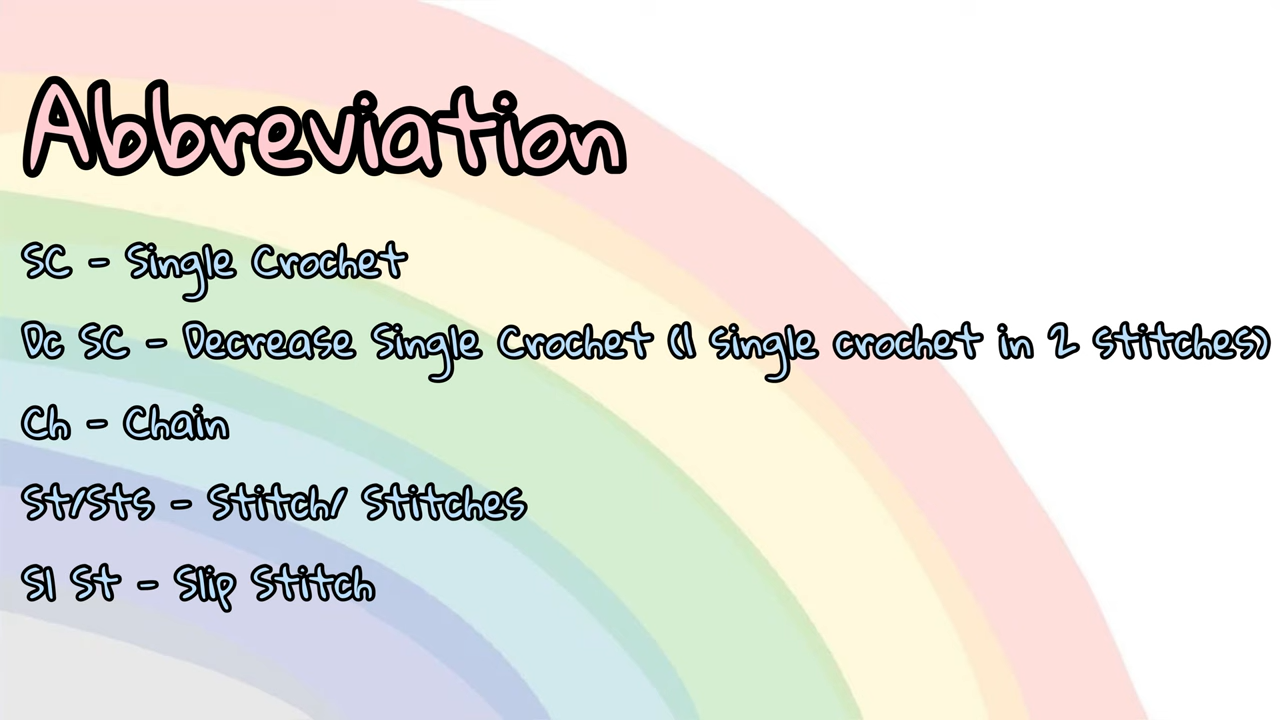 Abbreviation
SC - Single Crochet
Dc SC - Decrease Single Crochet (1 single crochet in 2 stitches)
Ch - Chain
St/Sts - Stitch/ Stitches
Sl St - Slip Stitch